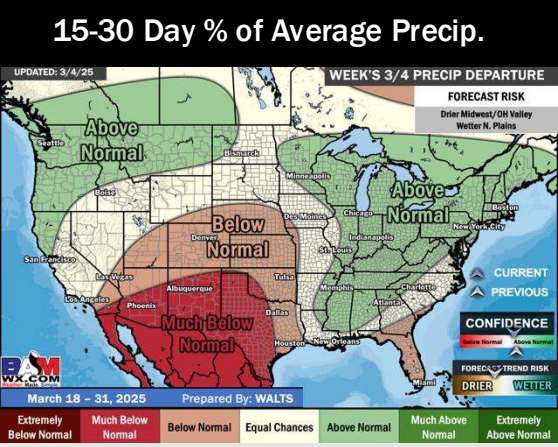 15-30 Day % of Average Precip.
UPDATED: 3/4/25
WEEK'S 3/4 PRECIP DEPARTURE
FORECAST RISK
Drier Midwest/OH Valley
Wetter N. Plains
Above
Normal
Seattle
Bismarck
Minneapolis
Boise
Above
Normal
Boston
New York City
Chicago
Des Moines
Below
Normal
Denver
Indianapolis
St. Louis
San Francisco
Las Vegas
Tulsa
CURRENT
PREVIOUS
Los Angeles
Albuquerque
Memphis
Charlotte
Phoenix
Atlanta
Dallas
Much Below
Normal
CONFIDENCE
Below Normal
Above Normal
Houston
New Orleans
BAM
WX.COM
Weather. Made. Simple.
FORECAST TREND RISK
DRIER
WETTER
Miami
March 18 – 31, 2025
Prepared By: WALTS
Extremely
Below Normal
Much Below
Normal
Below Normal
Equal Chances
Above Normal
Much Above
Normal
Extremely
Above Normal